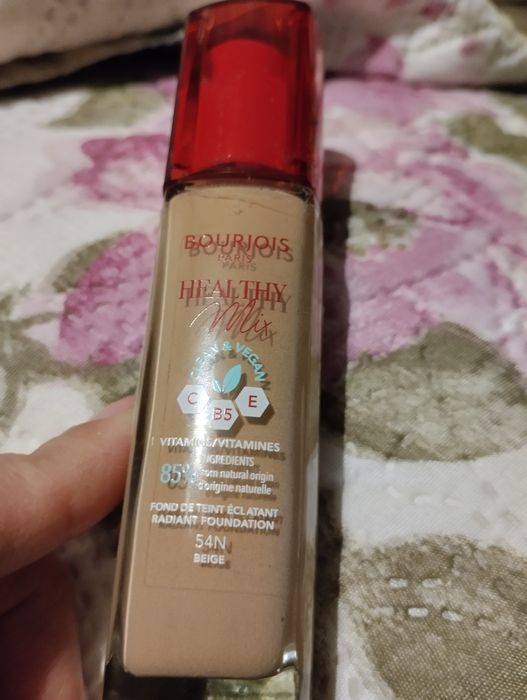 BOURJOIS
PARIS
HEALTHY
Mix
CLEAN & VEGAN
C
B5
E
VITAMINS/VITAMINES
85%
INGREDIENTS
from natural origin
d'origine naturelle
FOND DE TEINT ÉCLATANT
RADIANT FOUNDATION
54N
BEIGE